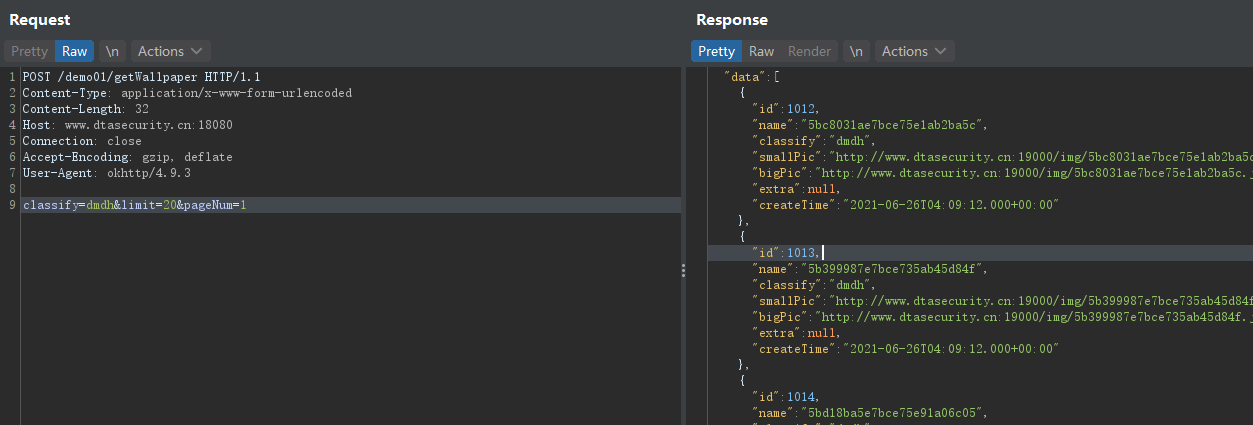 Request
Pretty Raw \n Actions
1 POST /demo01/getWallpaper HTTP/1.1
2 Content-Type: application/x-www-form-urlencoded
3 Content-Length: 32
4 Host: www.dtasecurity.cn:18080
5 Connection: close
6 Accept-Encoding: gzip, deflate
7 User-Agent: okhttp/4.9.3
8
9 classify=dmdh&limit=20&pageNum=1
Response
Pretty Raw Render \n Actions
"data":[
{
"id":1012,
"name":"5bc8031ae7bce75e1ab2ba5c",
"classify":"dmdh",
"smallPic":"http://www.dtasecurity.cn:19000/img/5bc8031ae7bce75e1ab2ba5c
"bigPic":"http://www.dtasecurity.cn:19000/img/5bc8031ae7bce75e1ab2ba5c.j
"extra":null,
"createTime":"2021-06-26T04:09:12.000+00:00"
},
{
"id":1013,
"name":"5b399987e7bce735ab45d84f",
"classify":"dmdh",
"smallPic":"http://www.dtasecurity.cn:19000/img/5b399987e7bce735ab45d84f
"bigPic":"http://www.dtasecurity.cn:19000/img/5b399987e7bce735ab45d84f.j
"extra":null,
"createTime":"2021-06-26T04:09:12.000+00:00"
},
{
"id":1014,
"name":"5bd18ba5e7bce75e91a06c05",